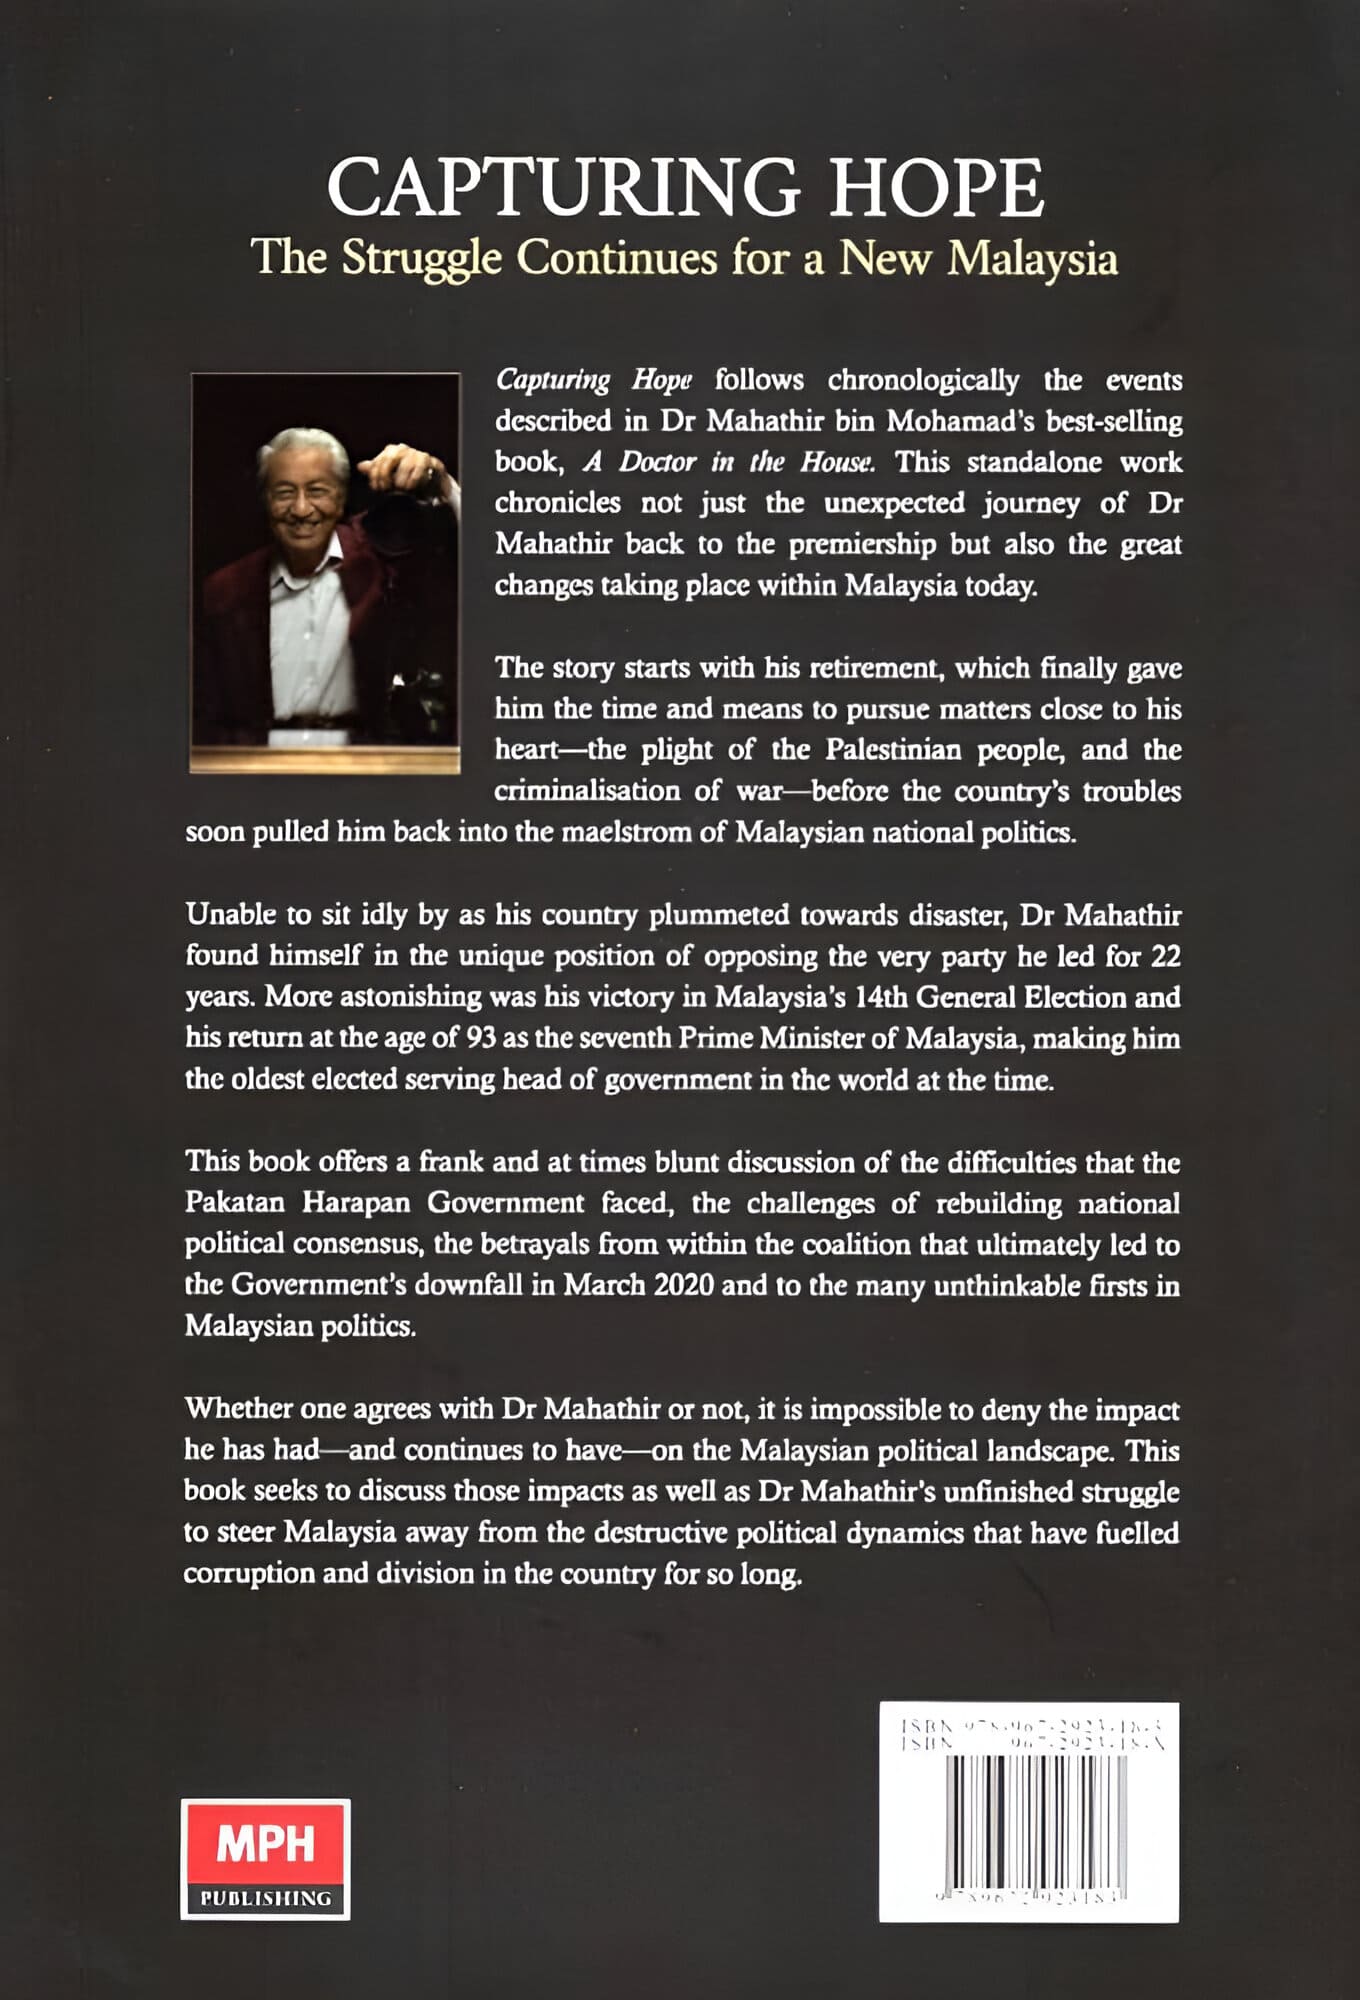 CAPTURING HOPE
The Struggle Continues for a New Malaysia
Capturing Hope follows chronologically the events
described in Dr Mahathir bin Mohamad's best-selling
book, A Doctor in the House. This standalone work
chronicles not just the unexpected journey of Dr
Mahathir back to the premiership but also the great
changes taking place within Malaysia today.
The story starts with his retirement, which finally gave
him the time and means to pursue matters close to his
heart—the plight of the Palestinian people, and the
criminalisation of war—before the country's troubles
soon pulled him back into the maelstrom of Malaysian national politics.
Unable to sit idly by as his country plummeted towards disaster, Dr Mahathir
found himself in the unique position of opposing the very party he led for 22
years. More astonishing was his victory in Malaysia's 14th General Election and
his return at the age of 93 as the seventh Prime Minister of Malaysia, making him
the oldest elected serving head of government in the world at the time.
This book offers a frank and at times blunt discussion of the difficulties that the
Pakatan Harapan Government faced, the challenges of rebuilding national
political consensus, the betrayals from within the coalition that ultimately led to
the Government's downfall in March 2020 and to the many unthinkable firsts in
Malaysian politics.
Whether one agrees with Dr Mahathir or not, it is impossible to deny the impact
he has had—and continues to have—on the Malaysian political landscape. This
book seeks to discuss those impacts as well as Dr Mahathir's unfinished struggle
to steer Malaysia away from the destructive political dynamics that have fuelled
corruption and division in the country for so long.
ISBN
ISBN
MPH
PUBLISHING